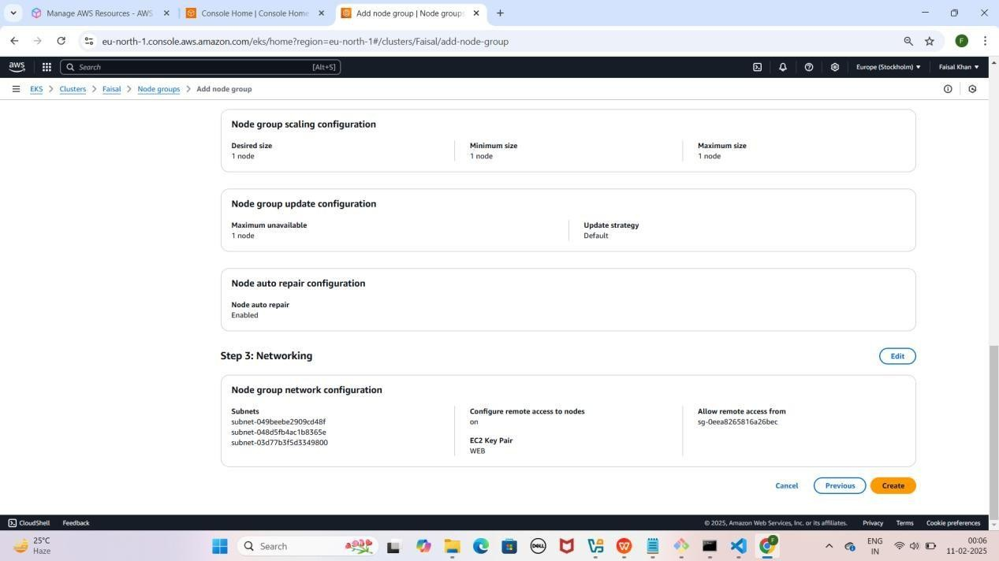 Manage AWS Resources - AWS
Console Home | Console Home
Add node group | Node groups
eu-north-1.console.aws.amazon.com/eks/home?region=eu-north-1#/clusters/Faisal/add-node-group
F
aws
Search
[Alt+S]
Europe (Stockholm)
Faisal Khan
EKS > Clusters > Faisal > Node groups > Add node group
Node group scaling configuration
Desired size
1 node
Minimum size
1 node
Maximum size
1 node
Node group update configuration
Maximum unavailable
1 node
Update strategy
Default
Node auto repair configuration
Node auto repair
Enabled
Step 3: Networking
Edit
Node group network configuration
Subnets
subnet-049beebe2909cd48f
subnet-048d5fb4ac1b8365e
subnet-03d77b3f5d3349800
Configure remote access to nodes
on
EC2 Key Pair
WEB
Allow remote access from
sg-0eea8265816a26bec
Cancel
Previous
Create
CloudShell
Feedback
© 2025, Amazon Web Services, Inc. or its affiliates.
Privacy
Terms
Cookie preferences
25°C
Haze
Search
DELL
F
ENG
IN
00:06
11-02-2025